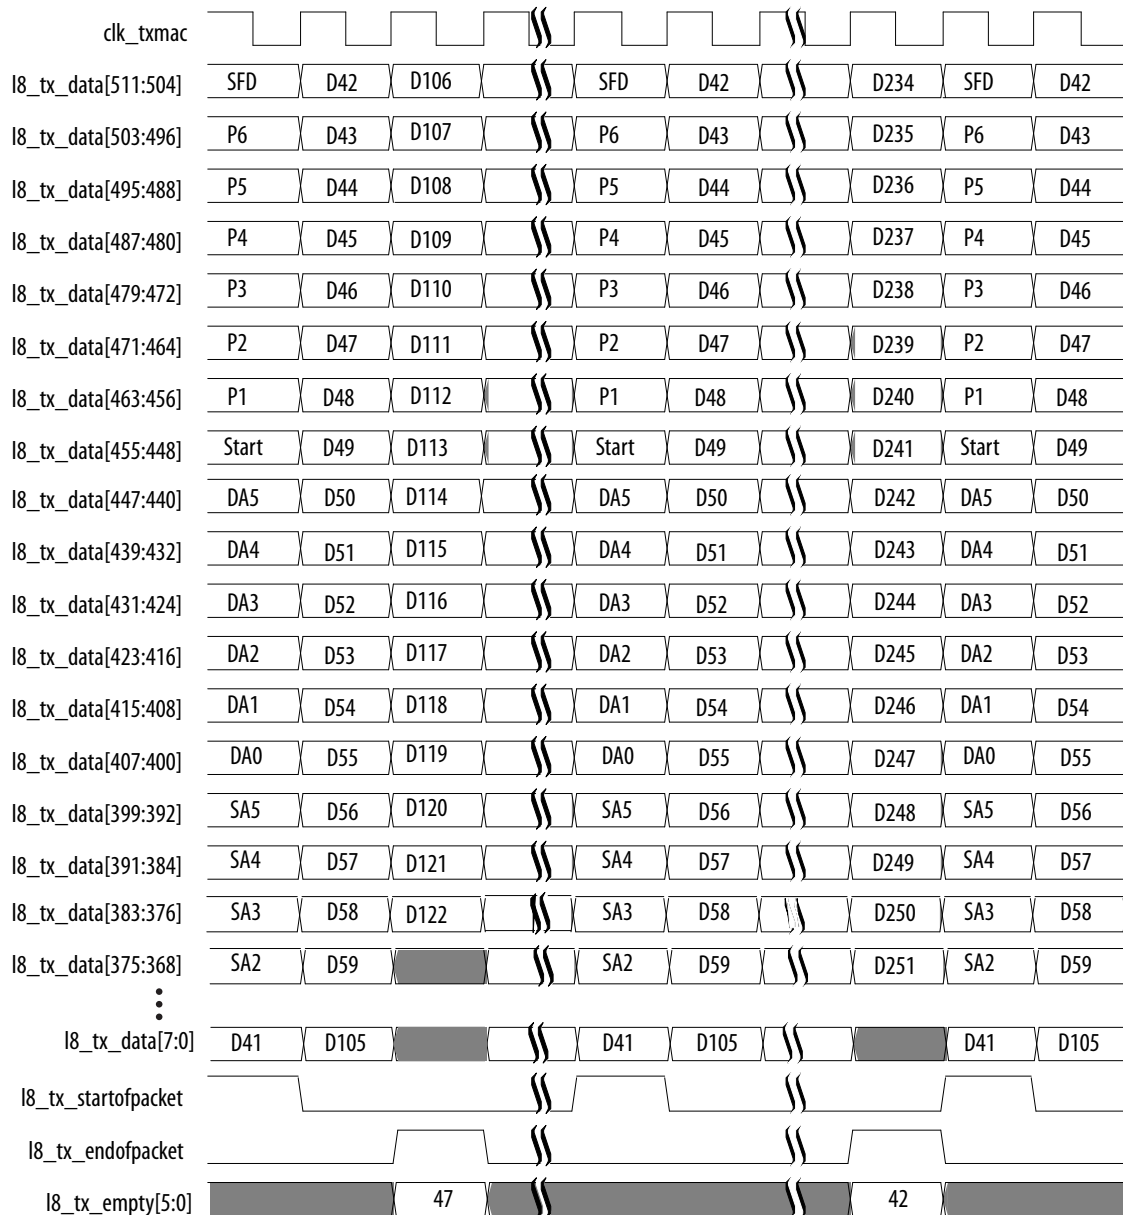 clk_txmac
l8_tx_data[511:504] SFD D42 D106 SFD D42 D234 SFD D42
l8_tx_data[503:496] P6 D43 D107 P6 D43 D235 P6 D43
l8_tx_data[495:488] P5 D44 D108 P5 D44 D236 P5 D44
l8_tx_data[487:480] P4 D45 D109 P4 D45 D237 P4 D45
l8_tx_data[479:472] P3 D46 D110 P3 D46 D238 P3 D46
l8_tx_data[471:464] P2 D47 D111 P2 D47 D239 P2 D47
l8_tx_data[463:456] P1 D48 D112 P1 D48 D240 P1 D48
l8_tx_data[455:448] Start D49 D113 Start D49 D241 Start D49
l8_tx_data[447:440] DA5 D50 D114 DA5 D50 D242 DA5 D50
l8_tx_data[439:432] DA4 D51 D115 DA4 D51 D243 DA4 D51
l8_tx_data[431:424] DA3 D52 D116 DA3 D52 D244 DA3 D52
l8_tx_data[423:416] DA2 D53 D117 DA2 D53 D245 DA2 D53
l8_tx_data[415:408] DA1 D54 D118 DA1 D54 D246 DA1 D54
l8_tx_data[407:400] DA0 D55 D119 DA0 D55 D247 DA0 D55
l8_tx_data[399:392] SA5 D56 D120 SA5 D56 D248 SA5 D56
l8_tx_data[391:384] SA4 D57 D121 SA4 D57 D249 SA4 D57
l8_tx_data[383:376] SA3 D58 D122 SA3 D58 D250 SA3 D58
l8_tx_data[375:368] SA2 D59 SA2 D59 D251 SA2 D59
l8_tx_data[7:0] D41 D105 D41 D105 D41 D105
l8_tx_startofpacket
l8_tx_endofpacket
l8_tx_empty[5:0] 47 42